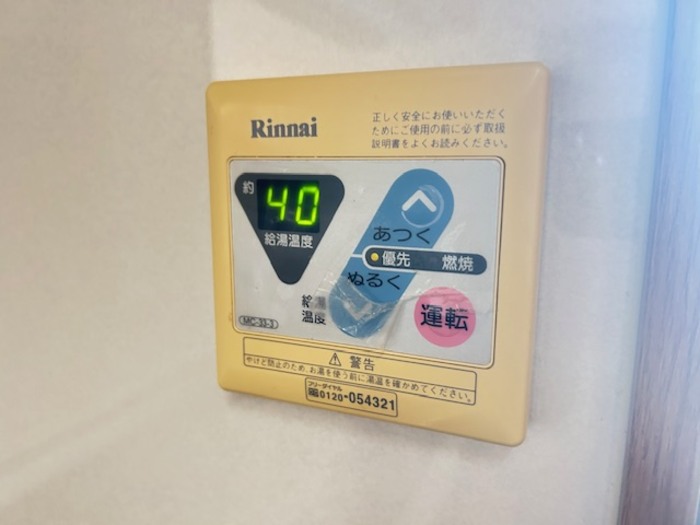 Rinnai
正しく安全にお使いいただく
ためにご使用の前に必ず取扱
説明書をよくお読みください。
約
40
給湯温度
あつく
優先 燃焼
ぬるく
給湯
温度
運転
MC-33-3
警告
やけど防止のため、お湯を使う前に湯温を確かめてください。
フリーダイヤル
0120-054321